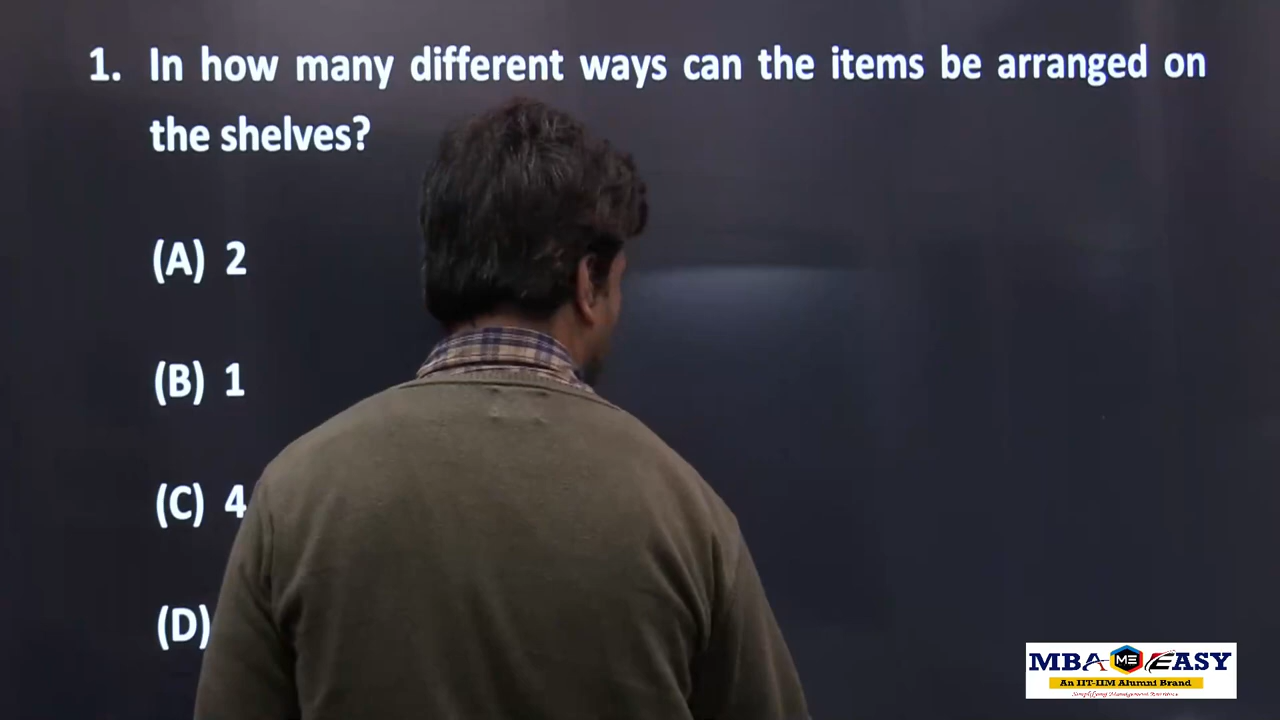 1. In how many different ways can the items be arranged on
the shelves?
(A) 2
(B) 1
(C) 4
(D)
MBA ME EASY
An IIT-IIM Alumni Brand